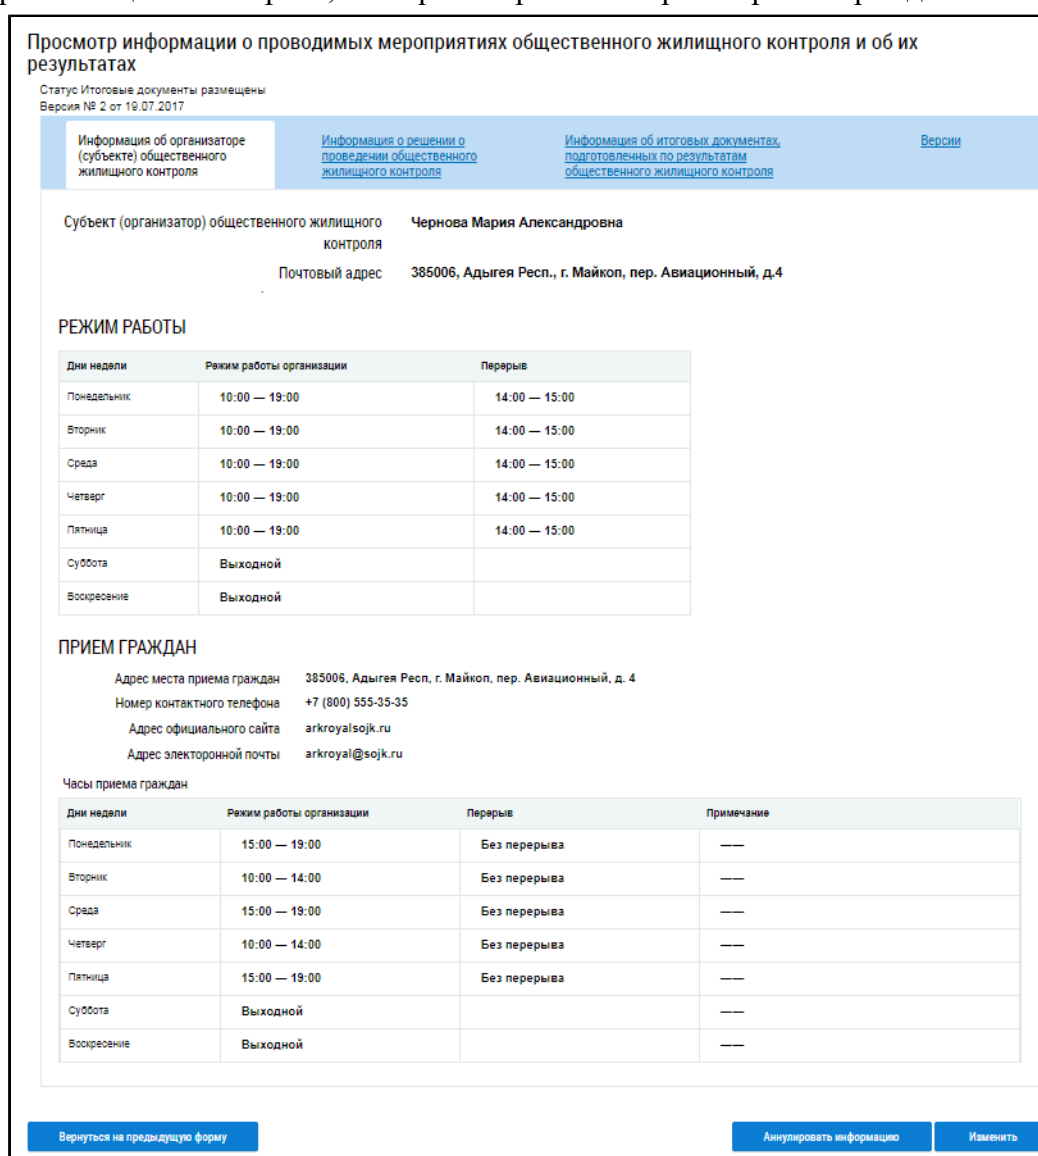 Просмотр информации о проводимых мероприятиях общественного жилищного контроля и об их
результатах
Статус Итоговые документы размещены
Версия № 2 от 19.07.2017
Информация об организаторе
(субъекте) общественного
жилищного контроля
Информация о решении о
проведении общественного
жилищного контроля
Информация об итоговых документах,
подготовленных по результатам
общественного жилищного контроля
Версии
Субъект (организатор) общественного жилищного
контроля
Чернова Мария Александровна
Почтовый адрес 385006, Адыгея Респ., г. Майкоп, пер. Авиационный, д.4
РЕЖИМ РАБОТЫ
Дни недели Режим работы организации Перерыв
Понедельник 10:00 — 19:00 14:00 — 15:00
Вторник 10:00 — 19:00 14:00 — 15:00
Среда 10:00 — 19:00 14:00 — 15:00
Четверг 10:00 — 19:00 14:00 — 15:00
Пятница 10:00 — 19:00 14:00 — 15:00
Суббота Выходной
Воскресение Выходной
ПРИЕМ ГРАЖДАН
Адрес места приема граждан 385006, Адыгея Респ, г. Майкоп, пер. Авиационный, д. 4
Номер контактного телефона +7 (800) 555-35-35
Адрес официального сайта arkroyalsojk.ru
Адрес электоронной почты arkroyal@sojk.ru
Часы приема граждан
Дни недели Режим работы организации Перерыв Примечание
Понедельник 15:00 — 19:00 Без перерыва ——
Вторник 10:00 — 14:00 Без перерыва ——
Среда 15:00 — 19:00 Без перерыва ——
Четверг 10:00 — 14:00 Без перерыва ——
Пятница 15:00 — 19:00 Без перерыва ——
Суббота Выходной ——
Воскресение Выходной ——
Вернуться на предыдущую форму Аннулировать информацию Изменить